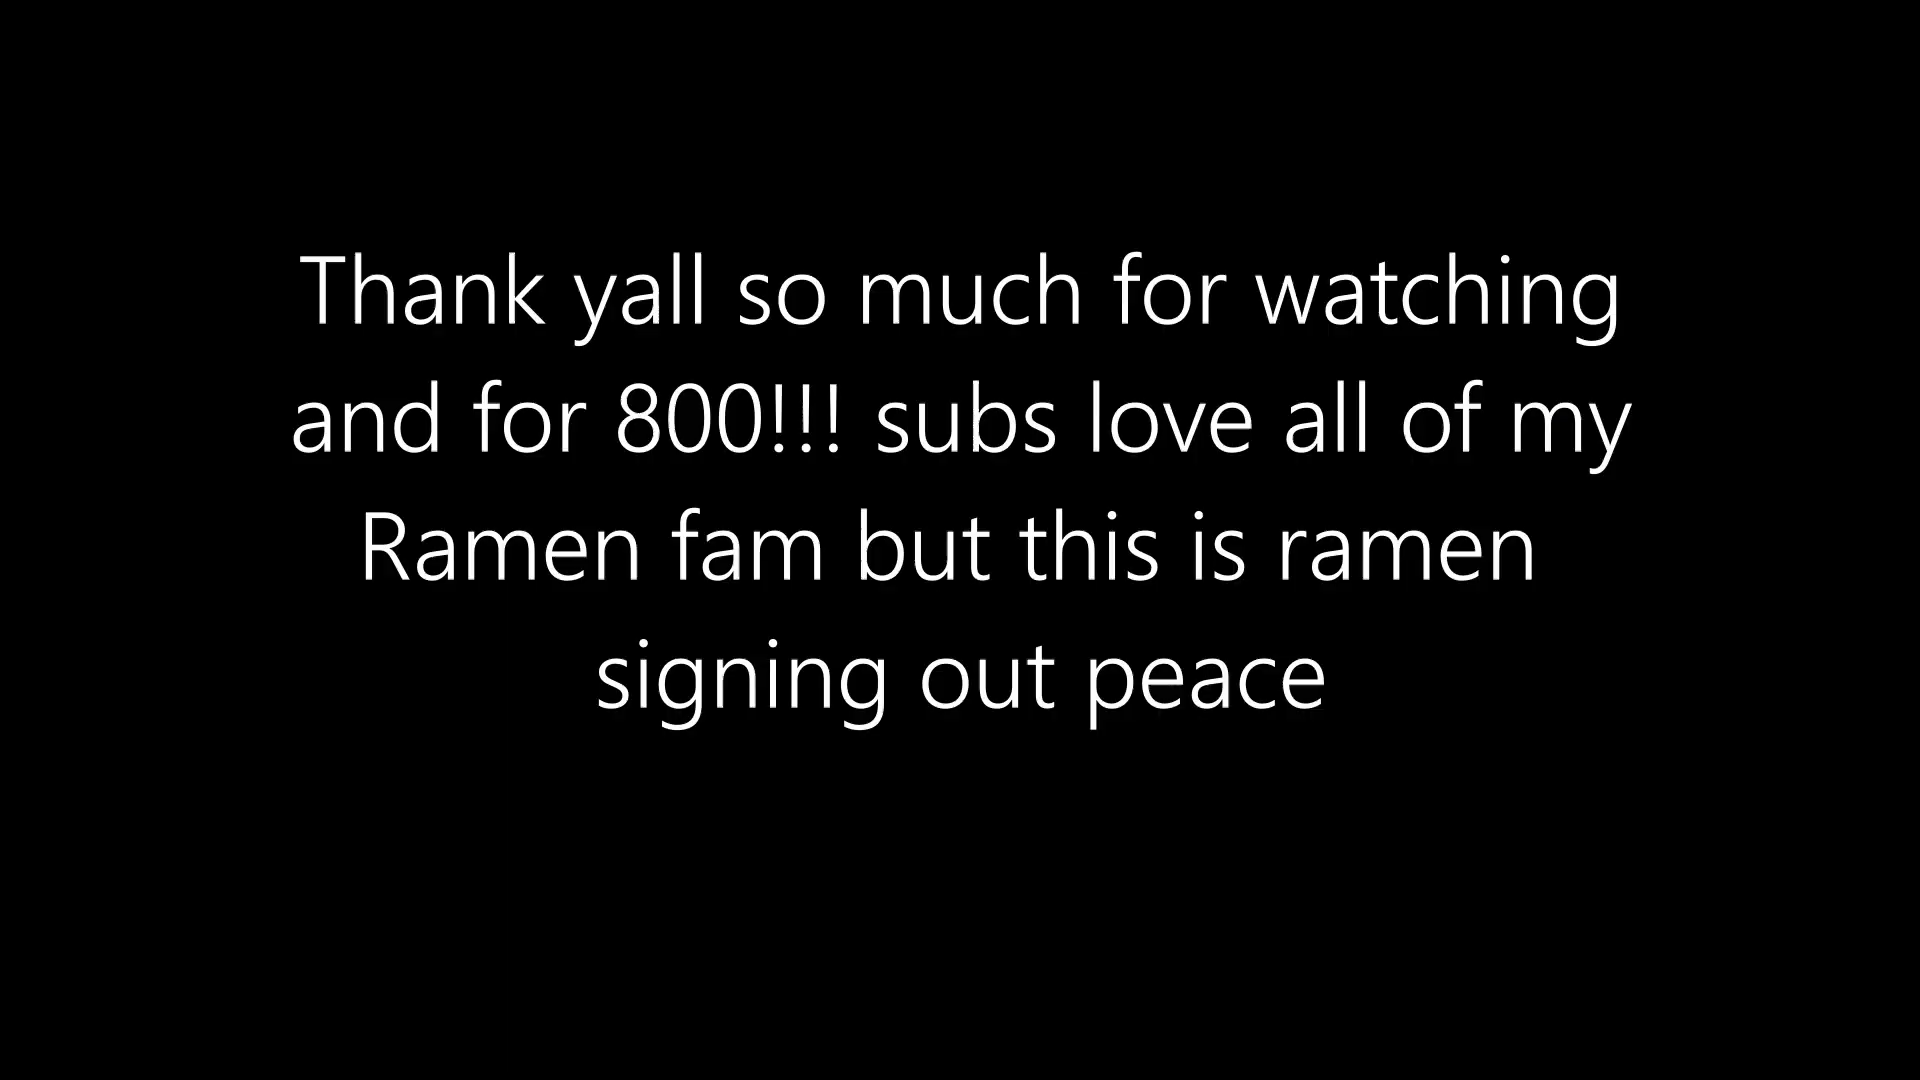 Thank yall so much for watching
and for 800!!! subs love all of my
Ramen fam but this is ramen
signing out peace